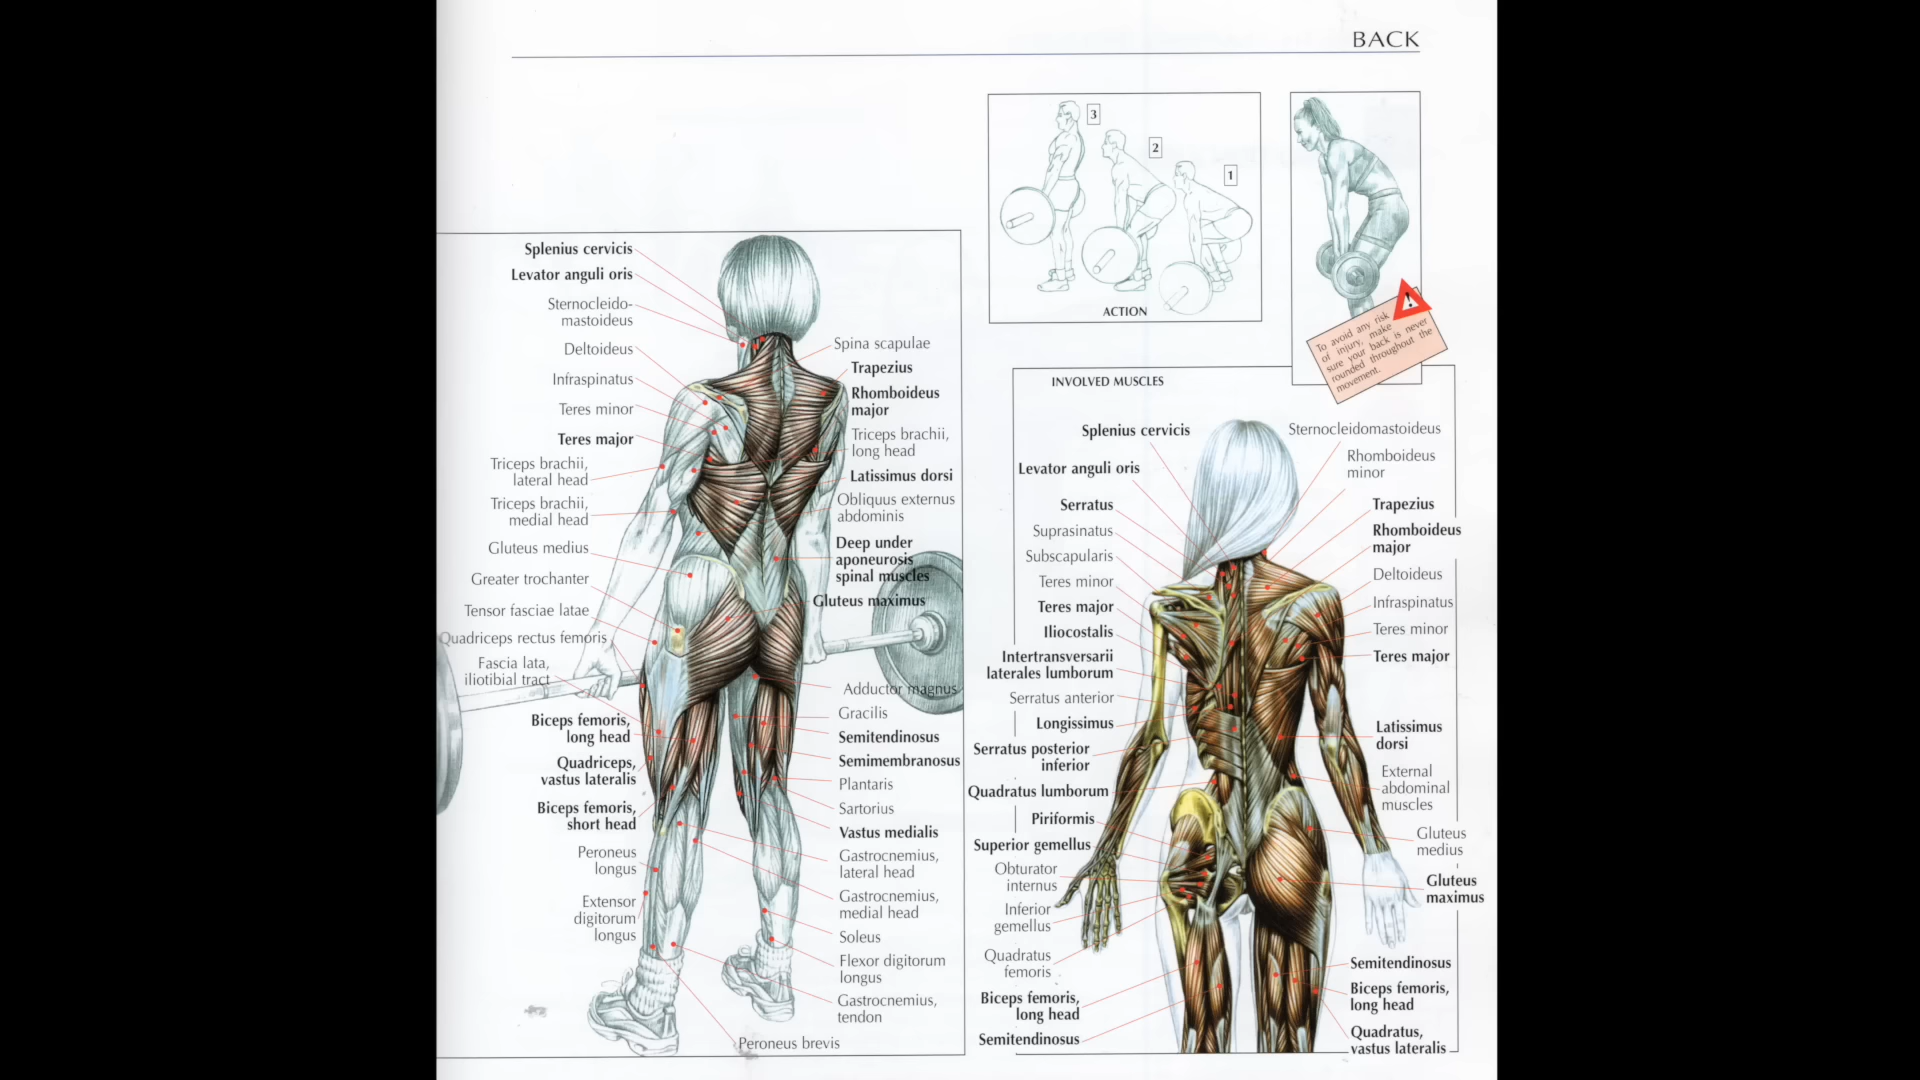 BACK
3
2
1
ACTION
To avoid any risk
of injury, make
sure your back is never
rounded throughout the
movement.
Splenius cervicis
Levator anguli oris
Sternocleido-
mastoideus
Deltoideus
Infraspinatus
Teres minor
Teres major
Triceps brachii,
lateral head
Triceps brachii,
medial head
Gluteus medius
Greater trochanter
Tensor fasciae latae
Quadriceps rectus femoris
Fascia lata,
iliotibial tract
Biceps femoris,
long head
Quadriceps,
vastus lateralis
Biceps femoris,
short head
Peroneus
longus
Extensor
digitorum
longus
Spina scapulae
Trapezius
Rhomboideus
major
Triceps brachii,
long head
Latissimus dorsi
Obliquus externus
abdominis
Deep under
aponeurosis
spinal muscles
Gluteus maximus
Adductor magnus
Gracilis
Semitendinosus
Semimembranosus
Plantaris
Sartorius
Vastus medialis
Gastrocnemius,
lateral head
Gastrocnemius,
medial head
Soleus
Flexor digitorum
longus
Gastrocnemius,
tendon
Peroneus brevis
INVOLVED MUSCLES
Splenius cervicis
Levator anguli oris
Serratus
Suprasinatus
Subscapularis
Teres minor
Teres major
Iliocostalis
Intertransversarii
laterales lumborum
Serratus anterior
Longissimus
Serratus posterior
inferior
Quadratus lumborum
Piriformis
Superior gemellus
Obturator
internus
Inferior
gemellus
Quadratus
femoris
Biceps femoris,
long head
Semitendinosus
Sternocleidomastoideus
Rhomboideus
minor
Trapezius
Rhomboideus
major
Deltoideus
Infraspinatus
Teres minor
Teres major
Latissimus
dorsi
External
abdominal
muscles
Gluteus
medius
Gluteus
maximus
Semitendinosus
Biceps femoris,
long head
Quadratus,
vastus lateralis